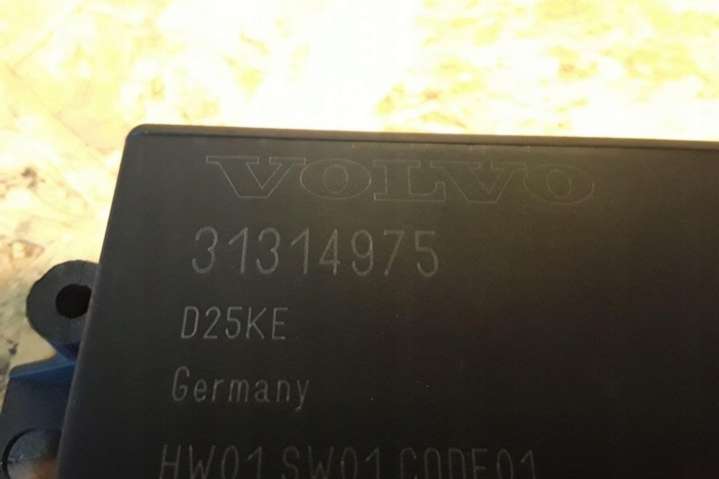 VOLVO
31314975
D25KE
Germany
HW01 SW01 CODE01